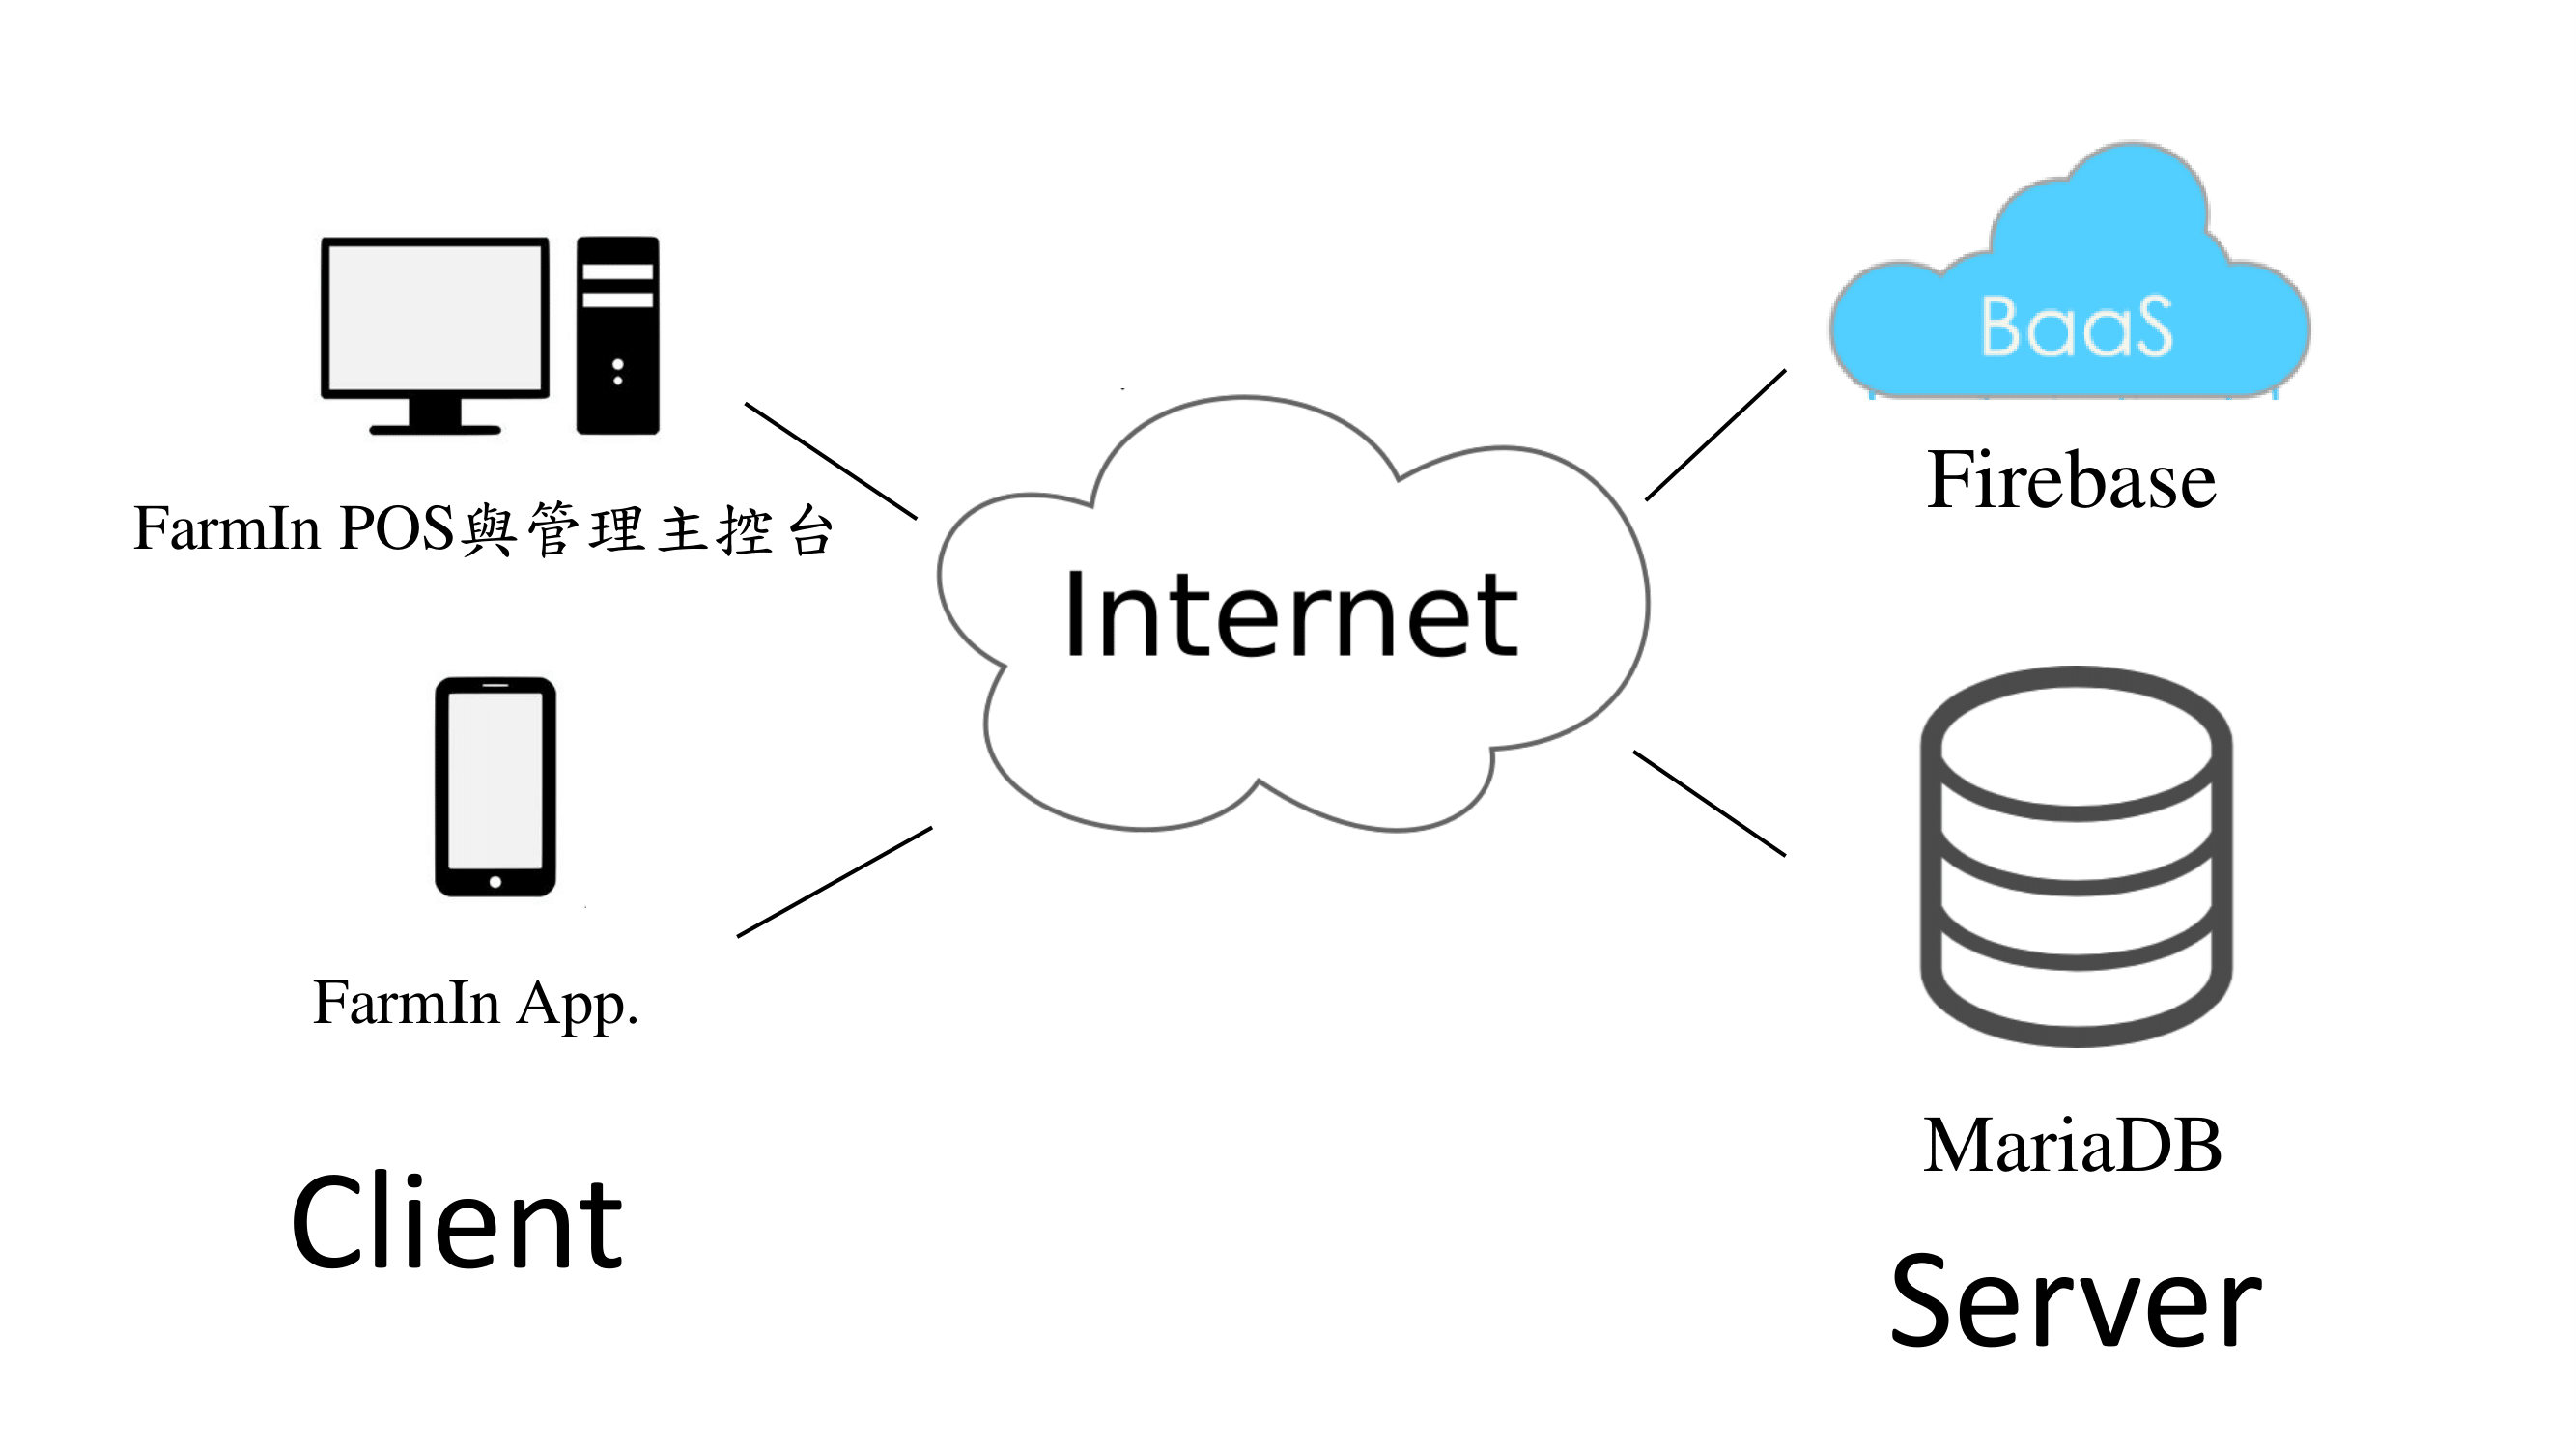 BaaS
Firebase
FarmIn POS與管理主控台
Internet
FarmIn App.
MariaDB
Client
Server